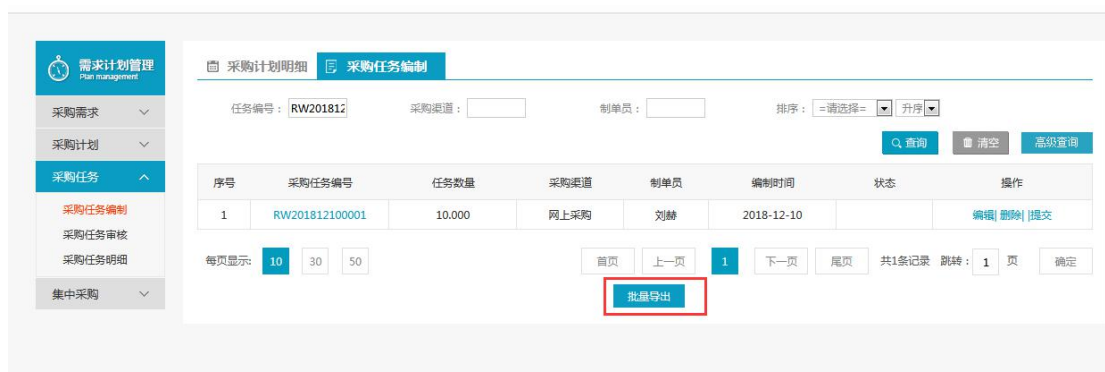 需求计划管理
Plan management
采购需求
采购计划
采购任务
采购任务编制
采购任务审核
采购任务明细
集中采购
采购计划明细 采购任务编制
任务编号： RW201812 采购渠道： 制单员： 排序： =请选择= 升序
查询 清空 高级查询
序号 采购任务编号 任务数量 采购渠道 制单员 编制时间 状态 操作
1 RW201812100001 10.000 网上采购 刘赫 2018-12-10 编辑| 删除| |提交
每页显示: 10 30 50 首页 上一页 1 下一页 尾页 共1条记录 跳转： 1 页 确定
批量导出